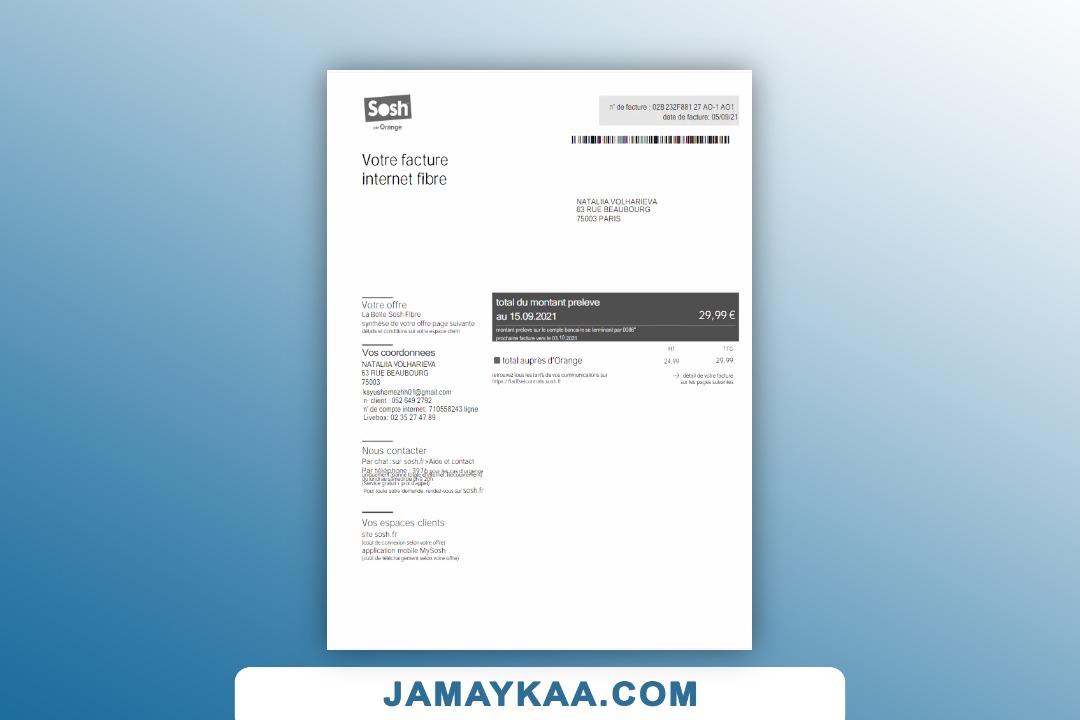 Sosh
par Orange
n° de facture : 02B 232F881 27 AO-1 AO1
date de facture: 05/09/21
Votre facture
internet fibre
NATALIIA VOLHARIEVA
63 RUE BEAUBOURG
75003 PARIS
Votre offre
La Boîte Sosh Fibre
synthèse de votre offre page suivante
détails et conditions sur votre espace client
Vos coordonnees
NATALIIA VOLHARIEVA
63 RUE BEAUBOURG
75003
ksyushamezhh01@gmail.com
n· client : 052 649 2792
n° de compte internet: 710558243 ligne
Livebox: 02 35 27 47 89
total du montant preleve
au 15.09.2021
29,99 €
montant preleve sur le compte bancaire se terminant par 0086*
prochaine facture vers le 03.10.2021
HT
TTC
total auprès d'Orange
24.99
29.99
retrouvez tous les tarifs de vos communications sur
détail de votre facture
sur les pages suivantes
Nous contacter
Par chat : sur sosh.fr>Aide et contact
Par téléphone : 3976 pour les cas d'urgence
(Service gratuit + prix d'appel)
Pour toute votre demande, rendez-vous sur sosh.fr
Vos espaces clients
site sosh.fr
(coût de connexion selon votre offre)
application mobile MySosh
(coût de téléchargement selon votre offre)
JAMAYKAA.COM